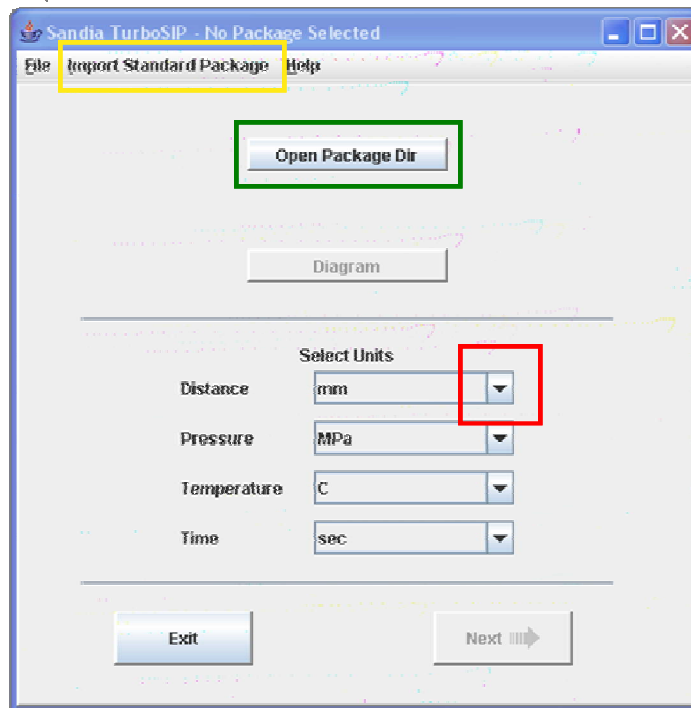 Sandia TurboSIP - No Package Selected
File Import Standard Package Help
Open Package Dir
Diagram
Select Units
Distance mm
Pressure MPa
Temperature C
Time sec
Exit Next